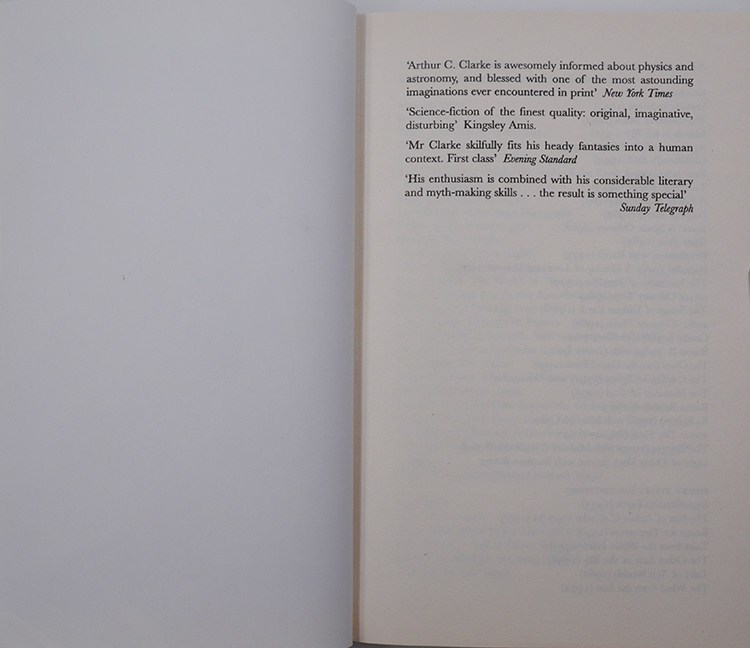 ‘Arthur C. Clarke is awesomely informed about physics and
astronomy, and blessed with one of the most astounding
imaginations ever encountered in print’ New York Times
‘Science-fiction of the finest quality: original, imaginative,
disturbing’ Kingsley Amis.
‘Mr Clarke skilfully fits his heady fantasies into a human
context. First class’ Evening Standard
‘His enthusiasm is combined with his considerable literary
and myth-making skills . . . the result is something special’
Sunday Telegraph